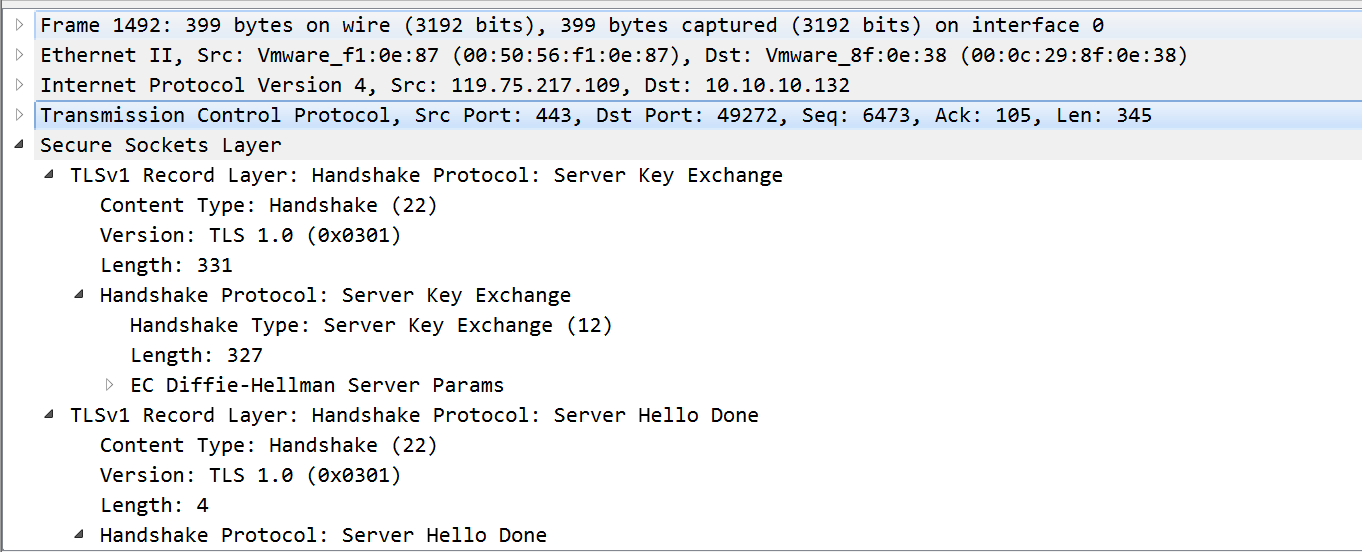 Frame 1492: 399 bytes on wire (3192 bits), 399 bytes captured (3192 bits) on interface 0
Ethernet II, Src: Vmware_f1:0e:87 (00:50:56:f1:0e:87), Dst: Vmware_8f:0e:38 (00:0c:29:8f:0e:38)
Internet Protocol Version 4, Src: 119.75.217.109, Dst: 10.10.10.132
Transmission Control Protocol, Src Port: 443, Dst Port: 49272, Seq: 6473, Ack: 105, Len: 345
Secure Sockets Layer
TLSv1 Record Layer: Handshake Protocol: Server Key Exchange
Content Type: Handshake (22)
Version: TLS 1.0 (0x0301)
Length: 331
Handshake Protocol: Server Key Exchange
Handshake Type: Server Key Exchange (12)
Length: 327
EC Diffie-Hellman Server Params
TLSv1 Record Layer: Handshake Protocol: Server Hello Done
Content Type: Handshake (22)
Version: TLS 1.0 (0x0301)
Length: 4
Handshake Protocol: Server Hello Done